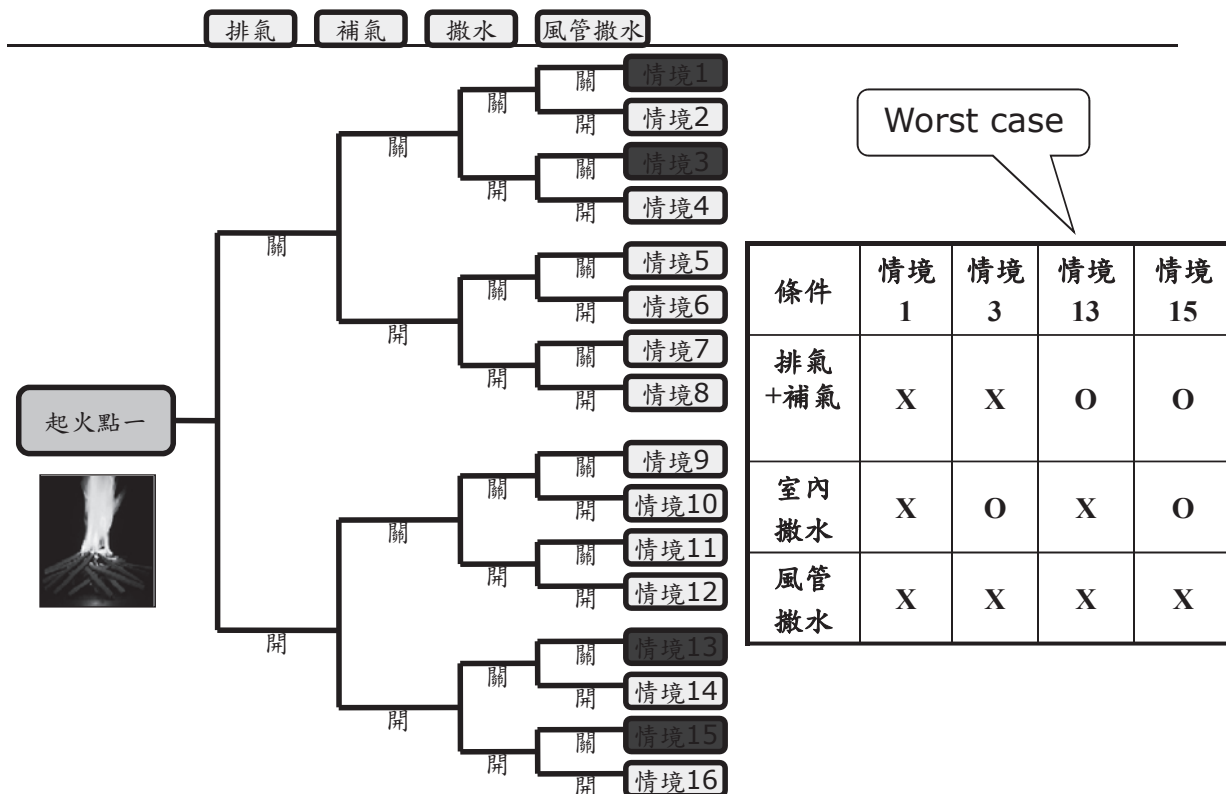 排氣 補氣 撒水 風管撒水
關 情境1
關
開 情境2
關
關 情境3
開
開 情境4
關
關 情境5
關
開 情境6
開
關 情境7
開
開 情境8
起火點一
關 情境9
關
開 情境10
關
關 情境11
開
開 情境12
開
關 情境13
關
開 情境14
開
關 情境15
開
開 情境16
Worst case
條件 情境 情境 情境 情境
1 3 13 15
排氣
+補氣 X X O O
室內
撒水 X O X O
風管
撒水 X X X X